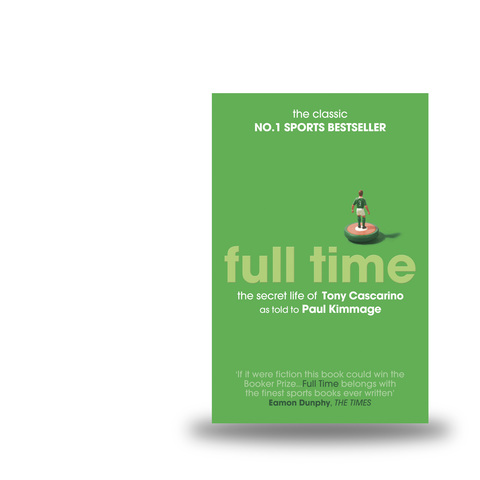 the classic
NO.1 SPORTS BESTSELLER
full time
the secret life of Tony Cascarino
as told to Paul Kimmage
'If it were fiction this book could win the
Booker Prize.. Full Time belongs with
the finest sports books ever written'
Eamon Dunphy, THE TIMES